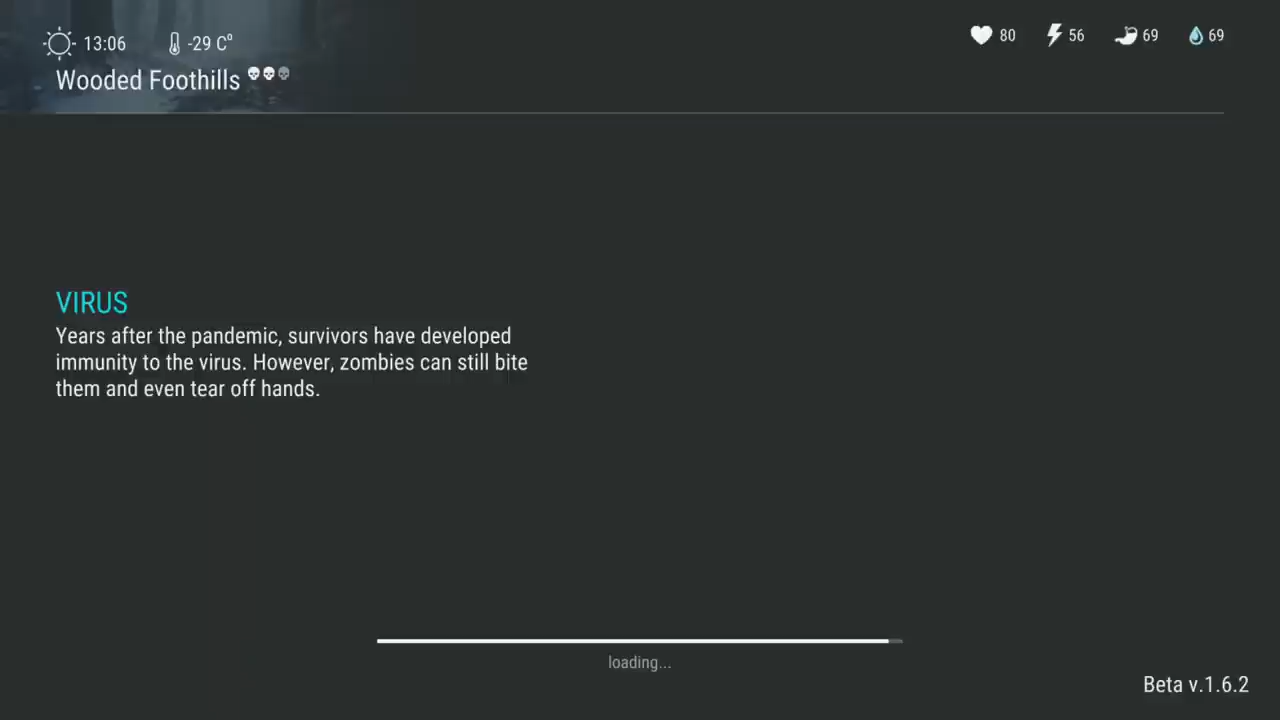 13:06 -29 C°
80 56 69 69
Wooded Foothills
VIRUS
Years after the pandemic, survivors have developed
immunity to the virus. However, zombies can still bite
them and even tear off hands.
loading...
Beta v.1.6.2